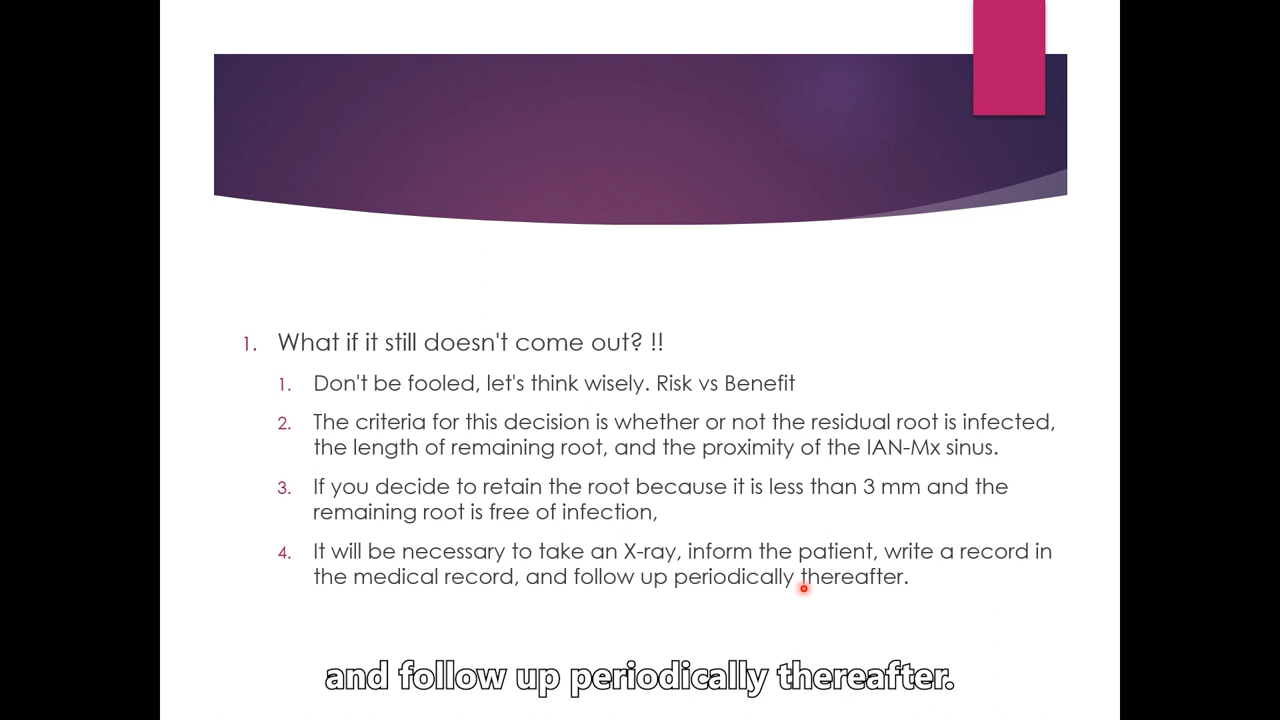 1. What if it still doesn't come out? !!
1. Don't be fooled, let's think wisely. Risk vs Benefit
2. The criteria for this decision is whether or not the residual root is infected,
the length of remaining root, and the proximity of the IAN-Mx sinus.
3. If you decide to retain the root because it is less than 3 mm and the
remaining root is free of infection,
4. It will be necessary to take an X-ray, inform the patient, write a record in
the medical record, and follow up periodically thereafter.
and follow up periodically thereafter.